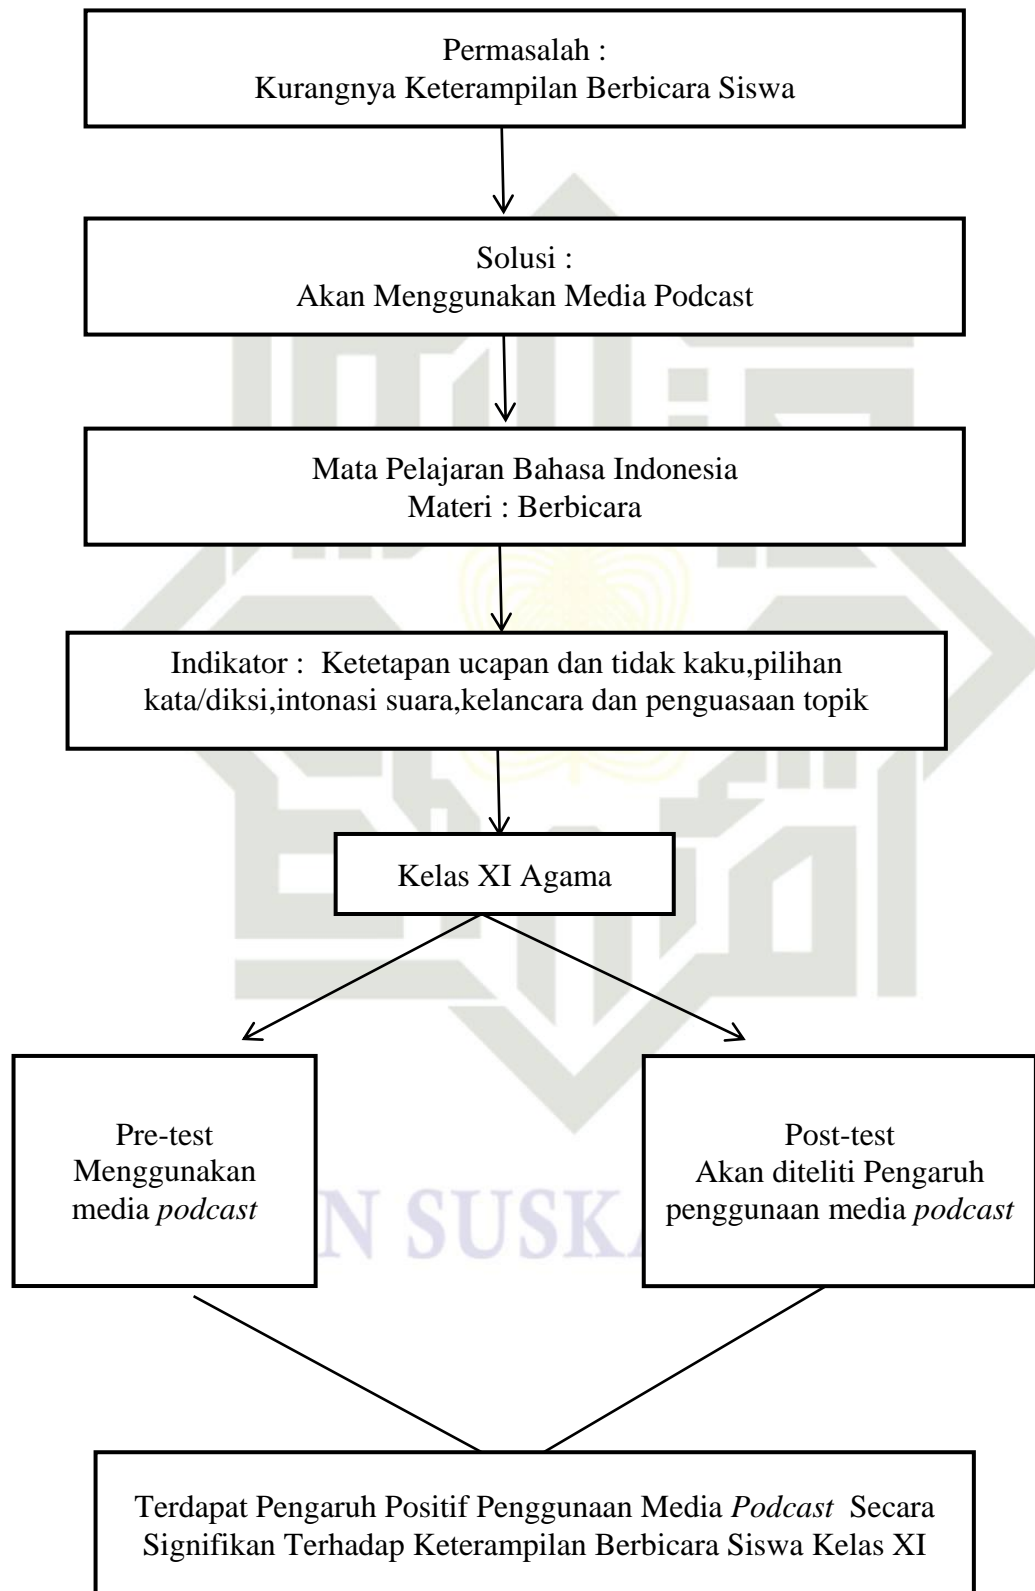 Permasalah :
Kurangnya Keterampilan Berbicara Siswa
Solusi :
Akan Menggunakan Media Podcast
Mata Pelajaran Bahasa Indonesia
Materi : Berbicara
Indikator :  Ketetapan ucapan dan tidak kaku,pilihan
kata/diksi,intonasi suara,kelancara dan penguasaan topik
Kelas XI Agama
Pre-test
Menggunakan
media podcast
Post-test
Akan diteliti Pengaruh
penggunaan media podcast
N SUSKA
Terdapat Pengaruh Positif Penggunaan Media Podcast  Secara
Signifikan Terhadap Keterampilan Berbicara Siswa Kelas XI